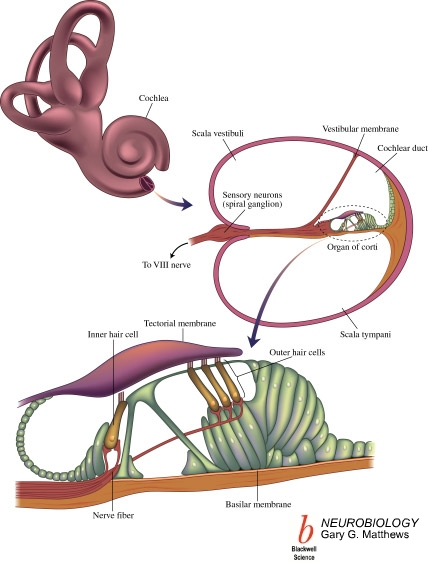 Cochlea
Scala vestibuli
Vestibular membrane
Cochlear duct
Sensory neurons
(spiral ganglion)
To VIII nerve
Organ of corti
Scala tympani
Tectorial membrane
Inner hair cell
Outer hair cells
Nerve fiber
Basilar membrane
b
Blackwell
Science
NEUROBIOLOGY
Gary G. Matthews